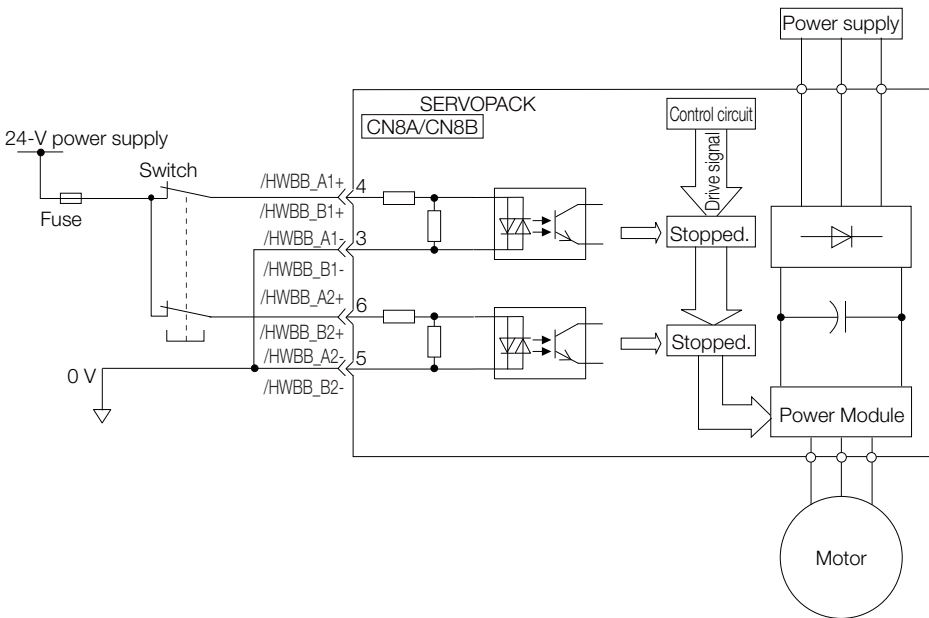 Power supply
SERVOPACK
CN8A/CN8B
Control circuit
24-V power supply
Switch
Fuse
Drive signal
/HWBB_A1+
4
/HWBB_B1+
/HWBB_A1-
3
/HWBB_B1-
Stopped.
/HWBB_A2+
6
/HWBB_B2+
/HWBB_A2-
5
/HWBB_B2-
Stopped.
0 V
Power Module
Motor